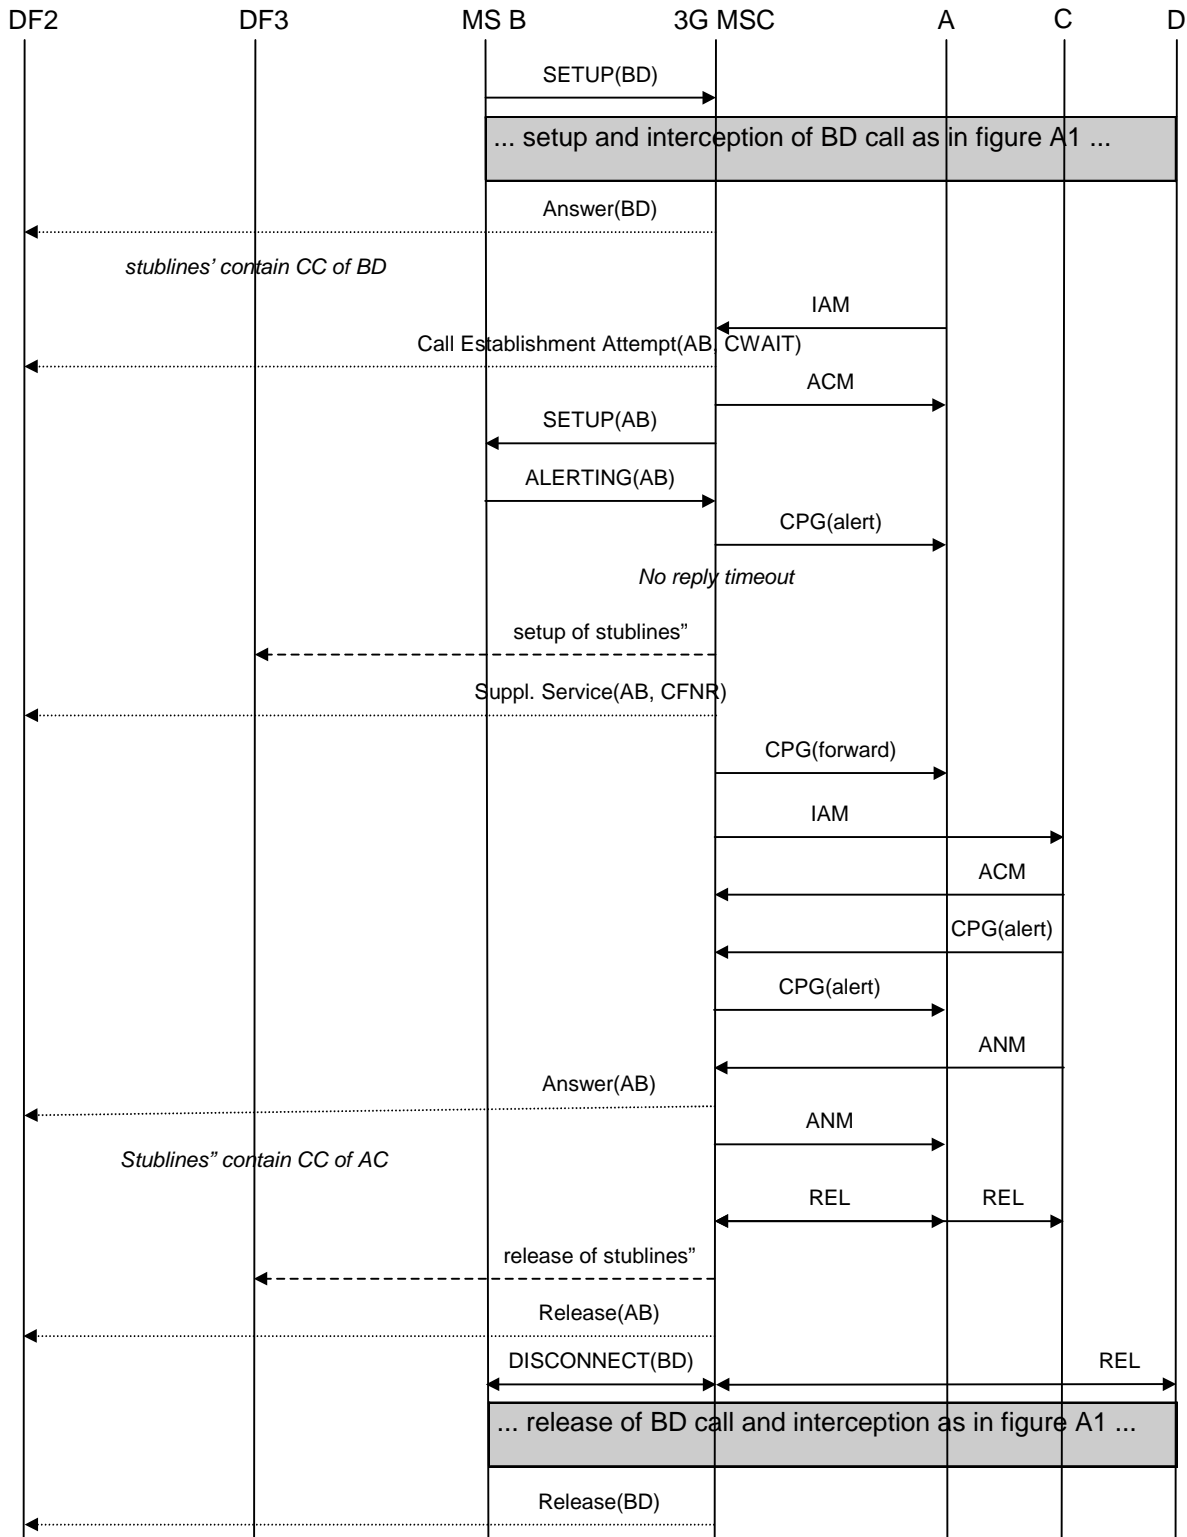 DF2 DF3 MS B 3G MSC A C D
SETUP(BD)
... setup and interception of BD call as in figure A1 ...
Answer(BD)
stublines’ contain CC of BD
IAM
Call Establishment Attempt(AB, CWAIT)
ACM
SETUP(AB)
ALERTING(AB)
CPG(alert)
No reply timeout
setup of stublines”
Suppl. Service(AB, CFNR)
CPG(forward)
IAM
ACM
CPG(alert)
CPG(alert)
ANM
Answer(AB)
ANM
Stublines” contain CC of AC
REL REL
release of stublines”
Release(AB)
DISCONNECT(BD) REL
... release of BD call and interception as in figure A1 ...
Release(BD)